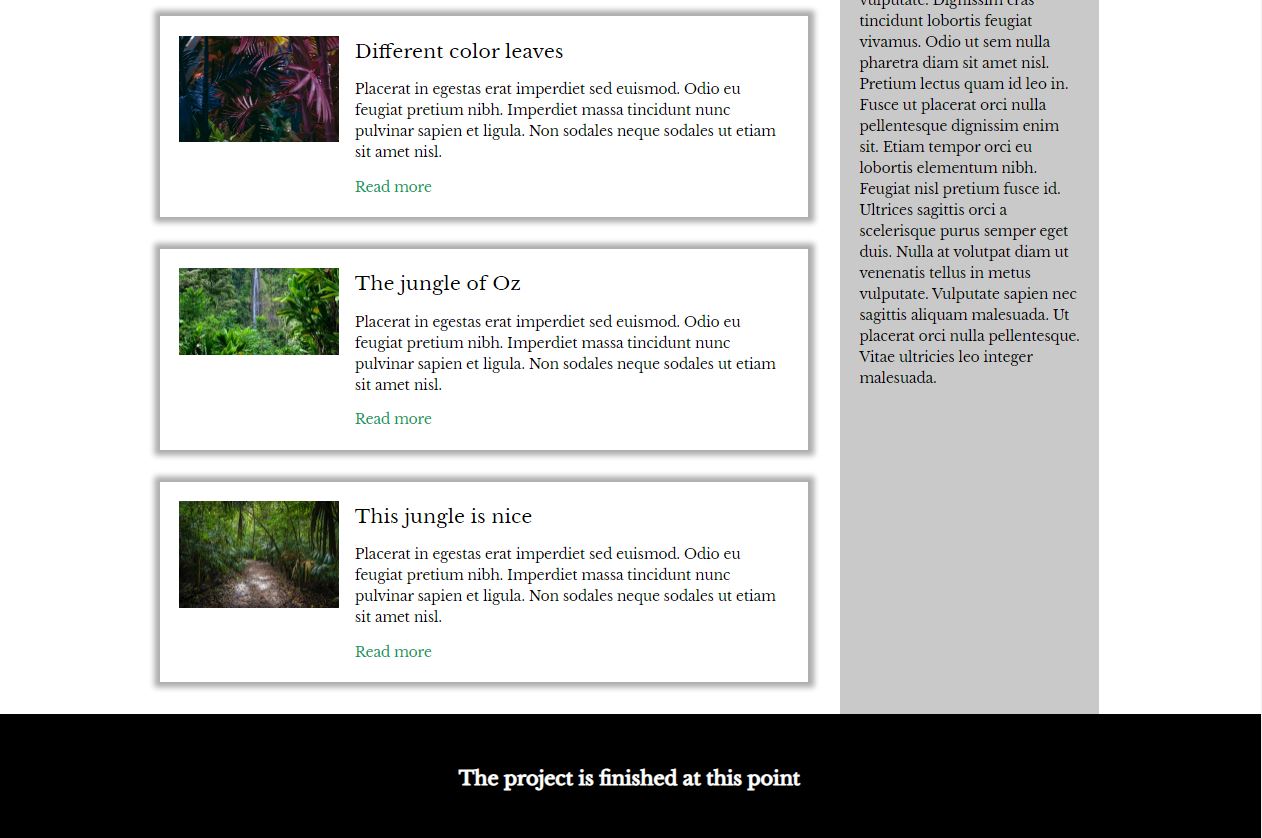 Different color leaves
Placerat in egestas erat imperdiet sed euismod. Odio eu
feugiat pretium nibh. Imperdiet massa tincidunt nunc
pulvinar sapien et ligula. Non sodales neque sodales ut etiam
sit amet nisl.
Read more
The jungle of Oz
Placerat in egestas erat imperdiet sed euismod. Odio eu
feugiat pretium nibh. Imperdiet massa tincidunt nunc
pulvinar sapien et ligula. Non sodales neque sodales ut etiam
sit amet nisl.
Read more
This jungle is nice
Placerat in egestas erat imperdiet sed euismod. Odio eu
feugiat pretium nibh. Imperdiet massa tincidunt nunc
pulvinar sapien et ligula. Non sodales neque sodales ut etiam
sit amet nisl.
Read more
vulputate. Dignissim cras
tincidunt lobortis feugiat
vivamus. Odio ut sem nulla
pharetra diam sit amet nisl.
Pretium lectus quam id leo in.
Fusce ut placerat orci nulla
pellentesque dignissim enim
sit. Etiam tempor orci eu
lobortis elementum nibh.
Feugiat nisl pretium fusce id.
Ultrices sagittis orci a
scelerisque purus semper eget
duis. Nulla at volutpat diam ut
venenatis tellus in metus
vulputate. Vulputate sapien nec
sagittis aliquam malesuada. Ut
placerat orci nulla pellentesque.
Vitae ultricies leo integer
malesuada.
The project is finished at this point